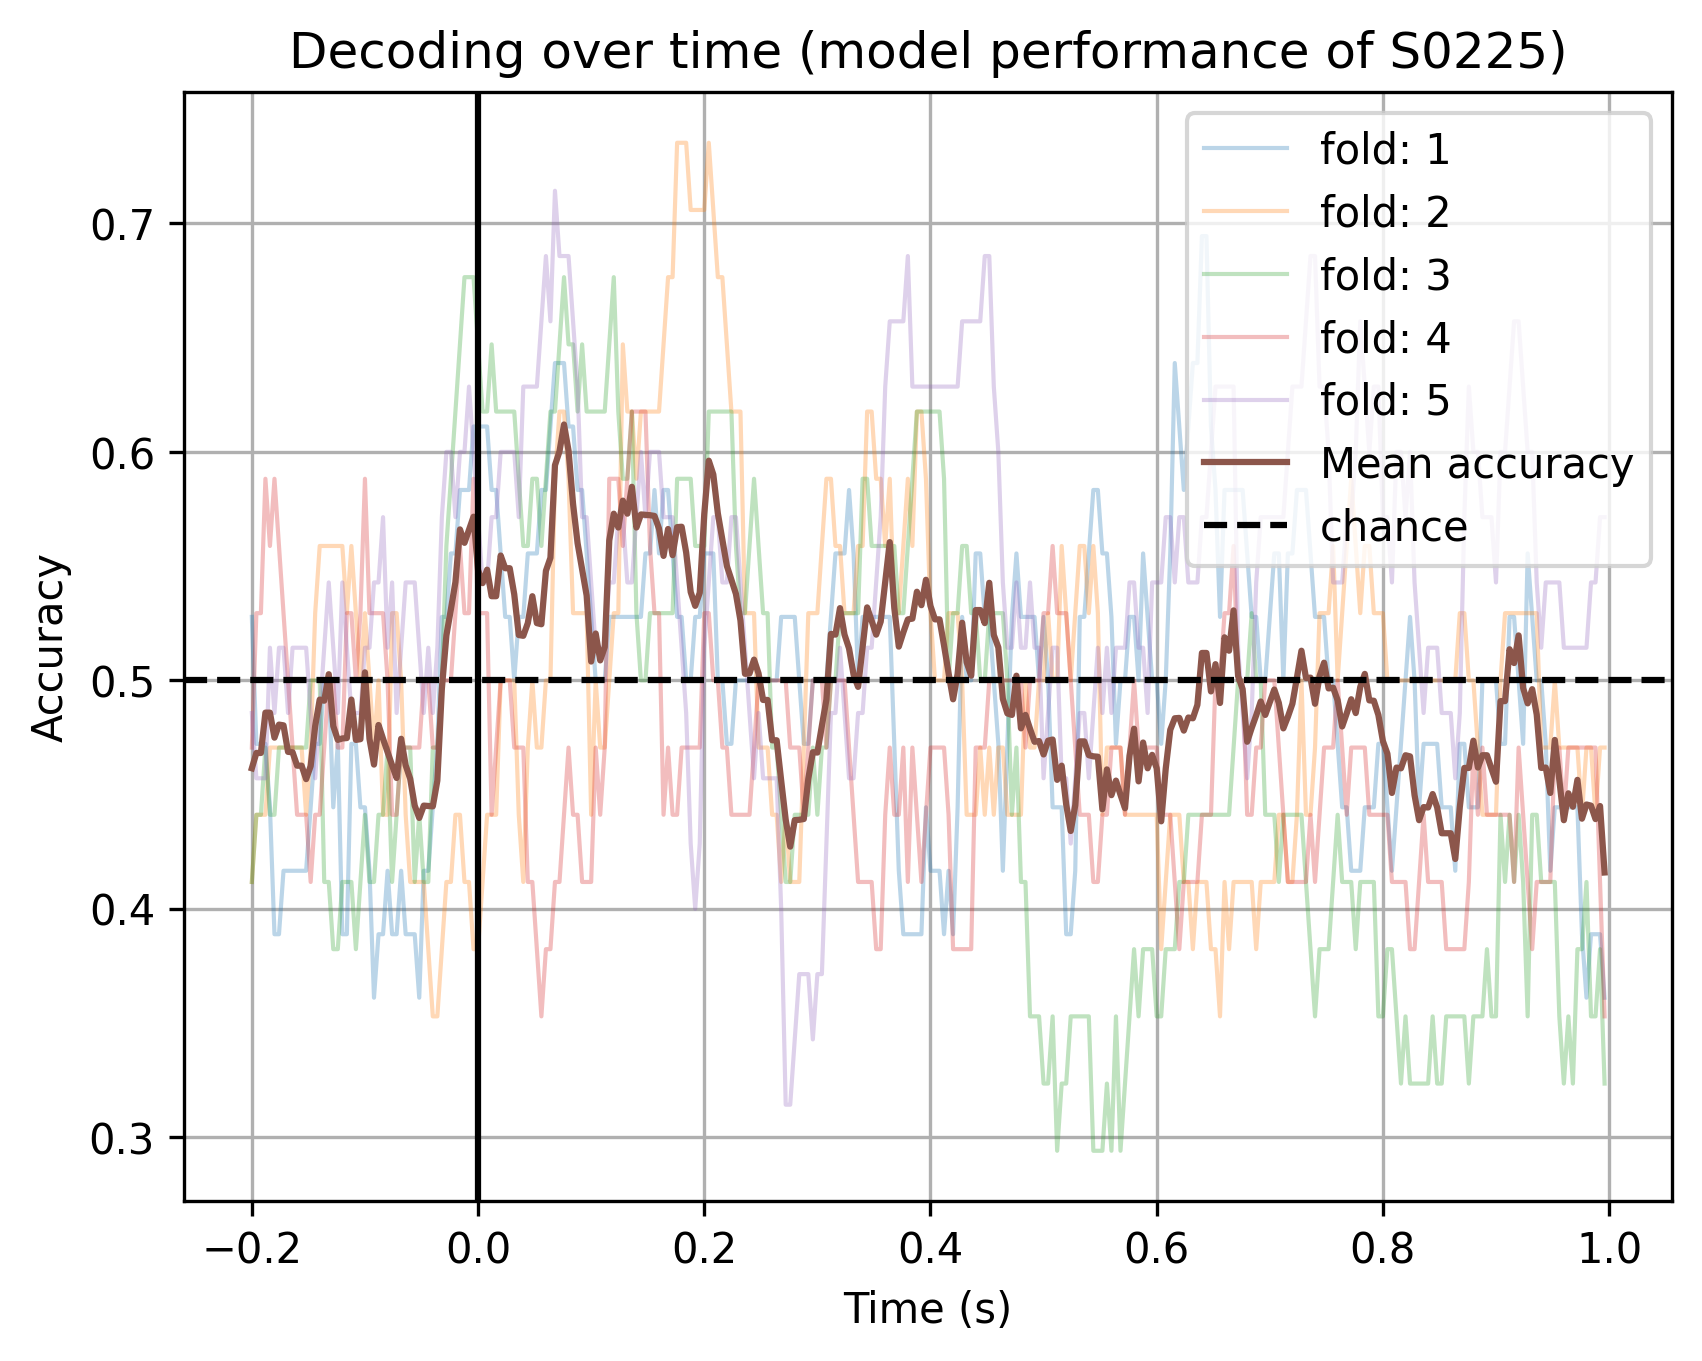 Decoding over time (model performance of S0225)
Accuracy
0.7
0.6
0.5
0.4
0.3
fold: 1
fold: 2
fold: 3
fold: 4
fold: 5
Mean accuracy
chance
−0.2
0.0
0.2
0.4
0.6
0.8
1.0
Time (s)